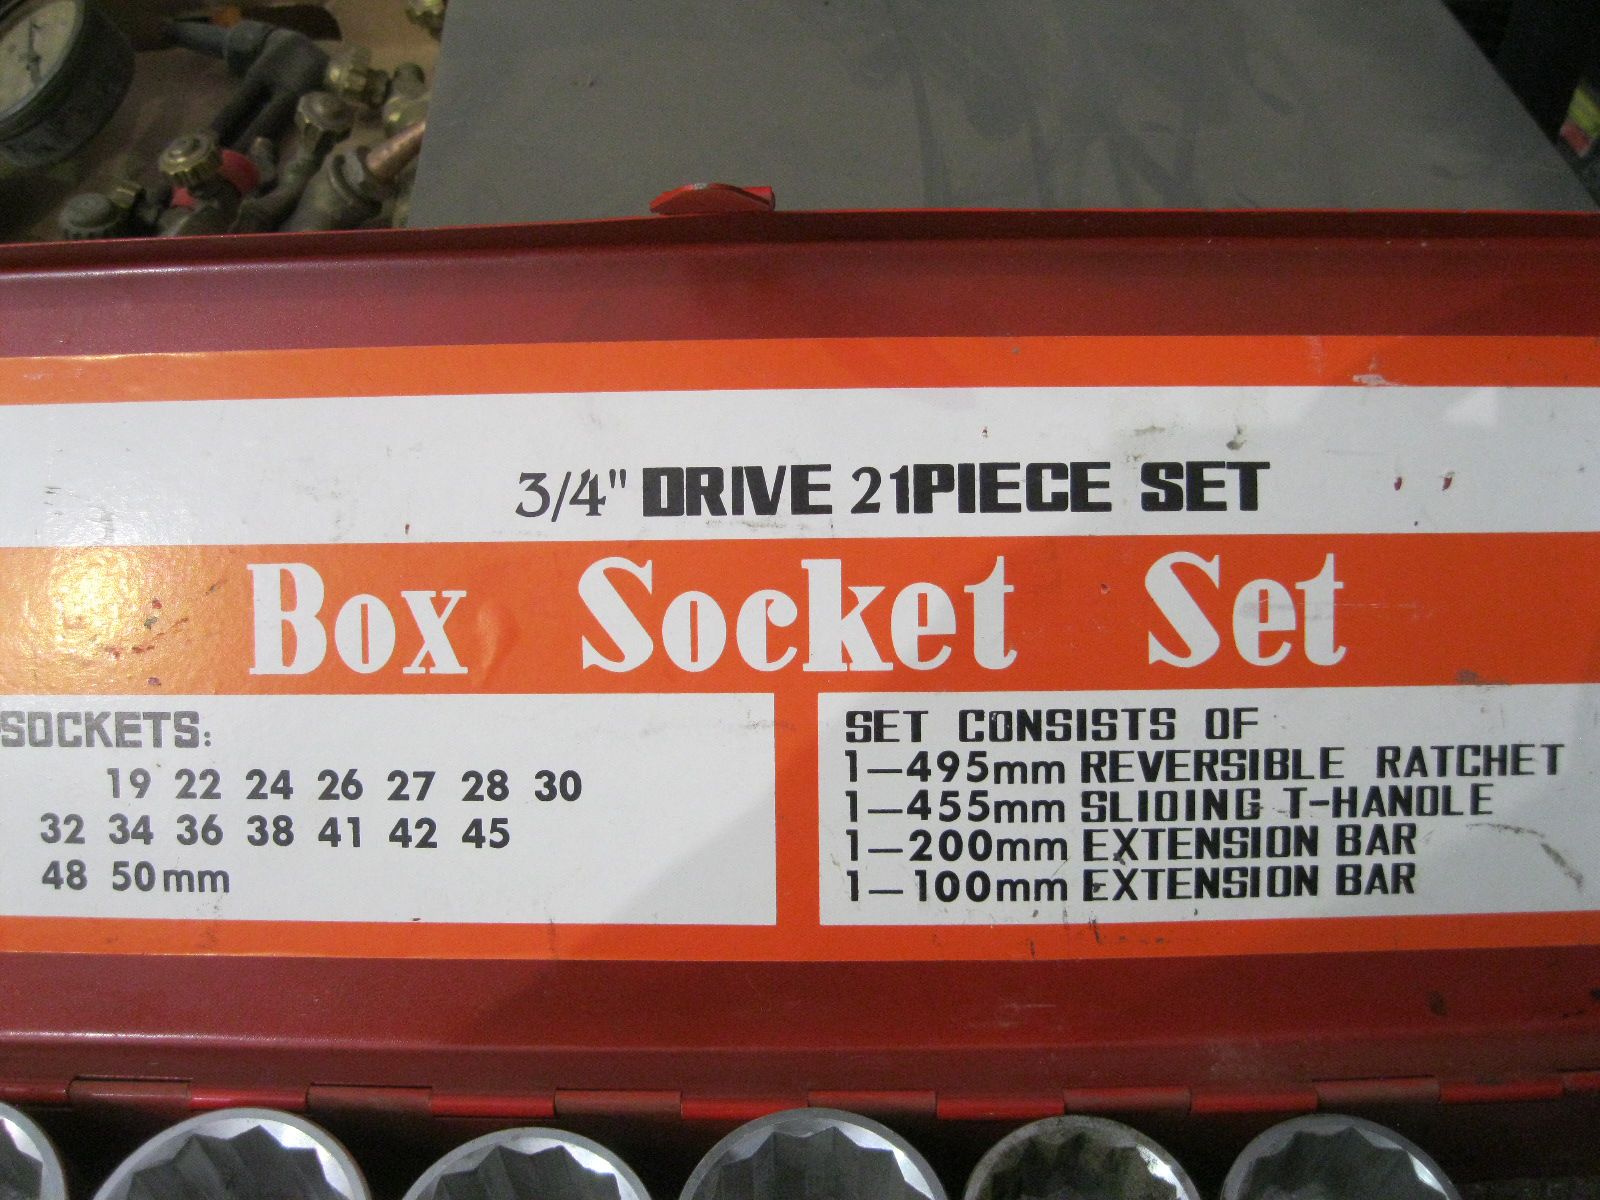 3/4" DRIVE 21PIECE SET
Box Socket Set
SOCKETS:
19 22 24 26 27 28 30
32 34 36 38 41 42 45
48 50mm
SET CONSISTS OF
1—495mm REVERSIBLE RATCHET
1—455mm SLIDING T-HANDLE
1—200mm EXTENSION BAR
1—100mm EXTENSION BAR